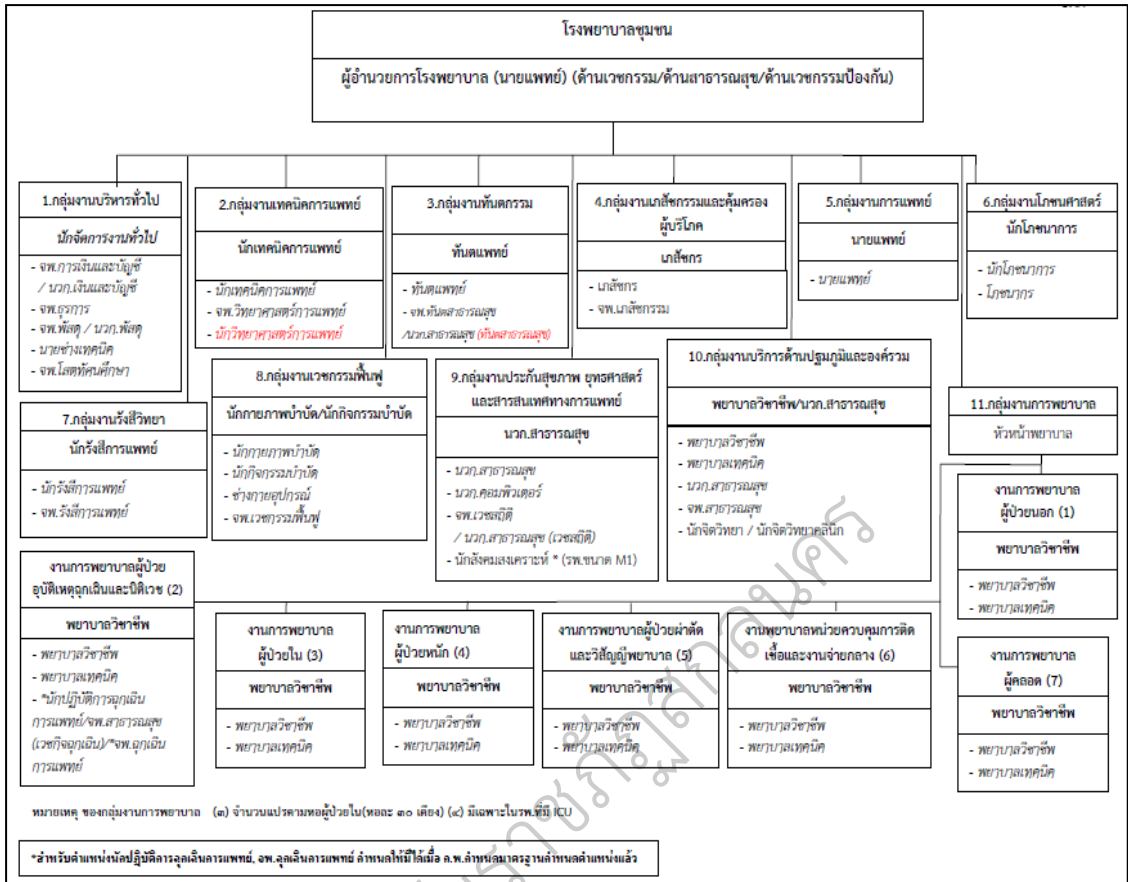 โรงพยาบาลชุมชน
ผู้อำนวยการโรงพยาบาล (นายแพทย์) (ด้านเวชกรรม/ด้านสาธารณสุข/ด้านเวชกรรมป้องกัน)
1.กลุ่มงานบริหารทั่วไป
นักจัดการงานทั่วไป
- จพ.การเงินและบัญชี
/ นวก.เงินและบัญชี
- จพ.ธุรการ
- จพ.พัสดุ / นวก.พัสดุ
- นายช่างเทคนิค
- จพ.โสตทัศนศึกษา
2.กลุ่มงานเทคนิคการแพทย์
นักเทคนิคการแพทย์
- นักเทคนิคการแพทย์
- จพ.วิทยาศาสตร์การแพทย์
- นักวิทยาศาสตร์การแพทย์
3.กลุ่มงานทันตกรรม
ทันตแพทย์
- ทันตแพทย์
- จพ.ทันตสาธารณสุข
/นวก.สาธารณสุข (ทันตสาธารณสุข)
4.กลุ่มงานเภสัชกรรมและคุ้มครอง
ผู้บริโภค
เภสัชกร
- เภสัชกร
- จพ.เภสัชกรรม
5.กลุ่มงานการแพทย์
นายแพทย์
- นายแพทย์
6.กลุ่มงานโภชนศาสตร์
นักโภชนาการ
- นักโภชนาการ
- โภชนากร
7.กลุ่มงานรังสีวิทยา
นักรังสีการแพทย์
- นักรังสีการแพทย์
- จพ.รังสีการแพทย์
8.กลุ่มงานเวชกรรมฟื้นฟู
นักกายภาพบำบัด/นักกิจกรรมบำบัด
- นักกายภาพบำบัด
- นักกิจกรรมบำบัด
- ช่างกายอุปกรณ์
- จพ.เวชกรรมฟื้นฟู
9.กลุ่มงานประกันสุขภาพ ยุทธศาสตร์
และสารสนเทศทางการแพทย์
นวก.สาธารณสุข
- นวก.สาธารณสุข
- นวก.คอมพิวเตอร์
- จพ.เวชสถิติ
/ นวก.สาธารณสุข (เวชสถิติ)
- นักสังคมสงเคราะห์ * (รพ.ขนาด M1)
10.กลุ่มงานบริการด้านปฐมภูมิและองค์รวม
พยาบาลวิชาชีพ/นวก.สาธารณสุข
- พยาบาลวิชาชีพ
- พยาบาลเทคนิค
- นวก.สาธารณสุข
- จพ.สาธารณสุข
- นักจิตวิทยา / นักจิตวิทยาคลินิก
11.กลุ่มงานการพยาบาล
หัวหน้าพยาบาล
งานการพยาบาล
ผู้ป่วยนอก (1)
พยาบาลวิชาชีพ
- พยาบาลวิชาชีพ
- พยาบาลเทคนิค
งานการพยาบาลผู้ป่วย
อุบัติเหตุฉุกเฉินและนิติเวช (2)
พยาบาลวิชาชีพ
- พยาบาลวิชาชีพ
- พยาบาลเทคนิค
- *นักปฏิบัติการฉุกเฉิน
การแพทย์/จพ.สาธารณสุข
(เวชกิจฉุกเฉิน)/*จพ.ฉุกเฉิน
การแพทย์
งานการพยาบาล
ผู้ป่วยใน (3)
พยาบาลวิชาชีพ
- พยาบาลวิชาชีพ
- พยาบาลเทคนิค
งานการพยาบาล
ผู้ป่วยหนัก (4)
พยาบาลวิชาชีพ
- พยาบาลวิชาชีพ
- พยาบาลเทคนิค
งานการพยาบาลผู้ป่วยผ่าตัด
และวิสัญญีพยาบาล (5)
พยาบาลวิชาชีพ
- พยาบาลวิชาชีพ
- พยาบาลเทคนิค
งานพยาบาลหน่วยควบคุมการติด
เชื้อและงานจ่ายกลาง (6)
พยาบาลวิชาชีพ
- พยาบาลวิชาชีพ
- พยาบาลเทคนิค
งานการพยาบาล
ผู้คลอด (7)
พยาบาลวิชาชีพ
- พยาบาลวิชาชีพ
- พยาบาลเทคนิค
หมายเหตุ ของกลุ่มงานการพยาบาล (๓) จำนวนแปรตามหอผู้ป่วยใน(หอละ ๓๐ เตียง) (๔) มีเฉพาะในรพ.ที่มี ICU
*สำหรับตำแหน่งนักปฏิบัติการฉุกเฉินการแพทย์, จพ.ฉุกเฉินการแพทย์ กำหนดให้มีได้เมื่อ ก.พ.กำหนดมาตรฐานกำหนดตำแหน่งแล้ว
ราชภัฏสกลนคร